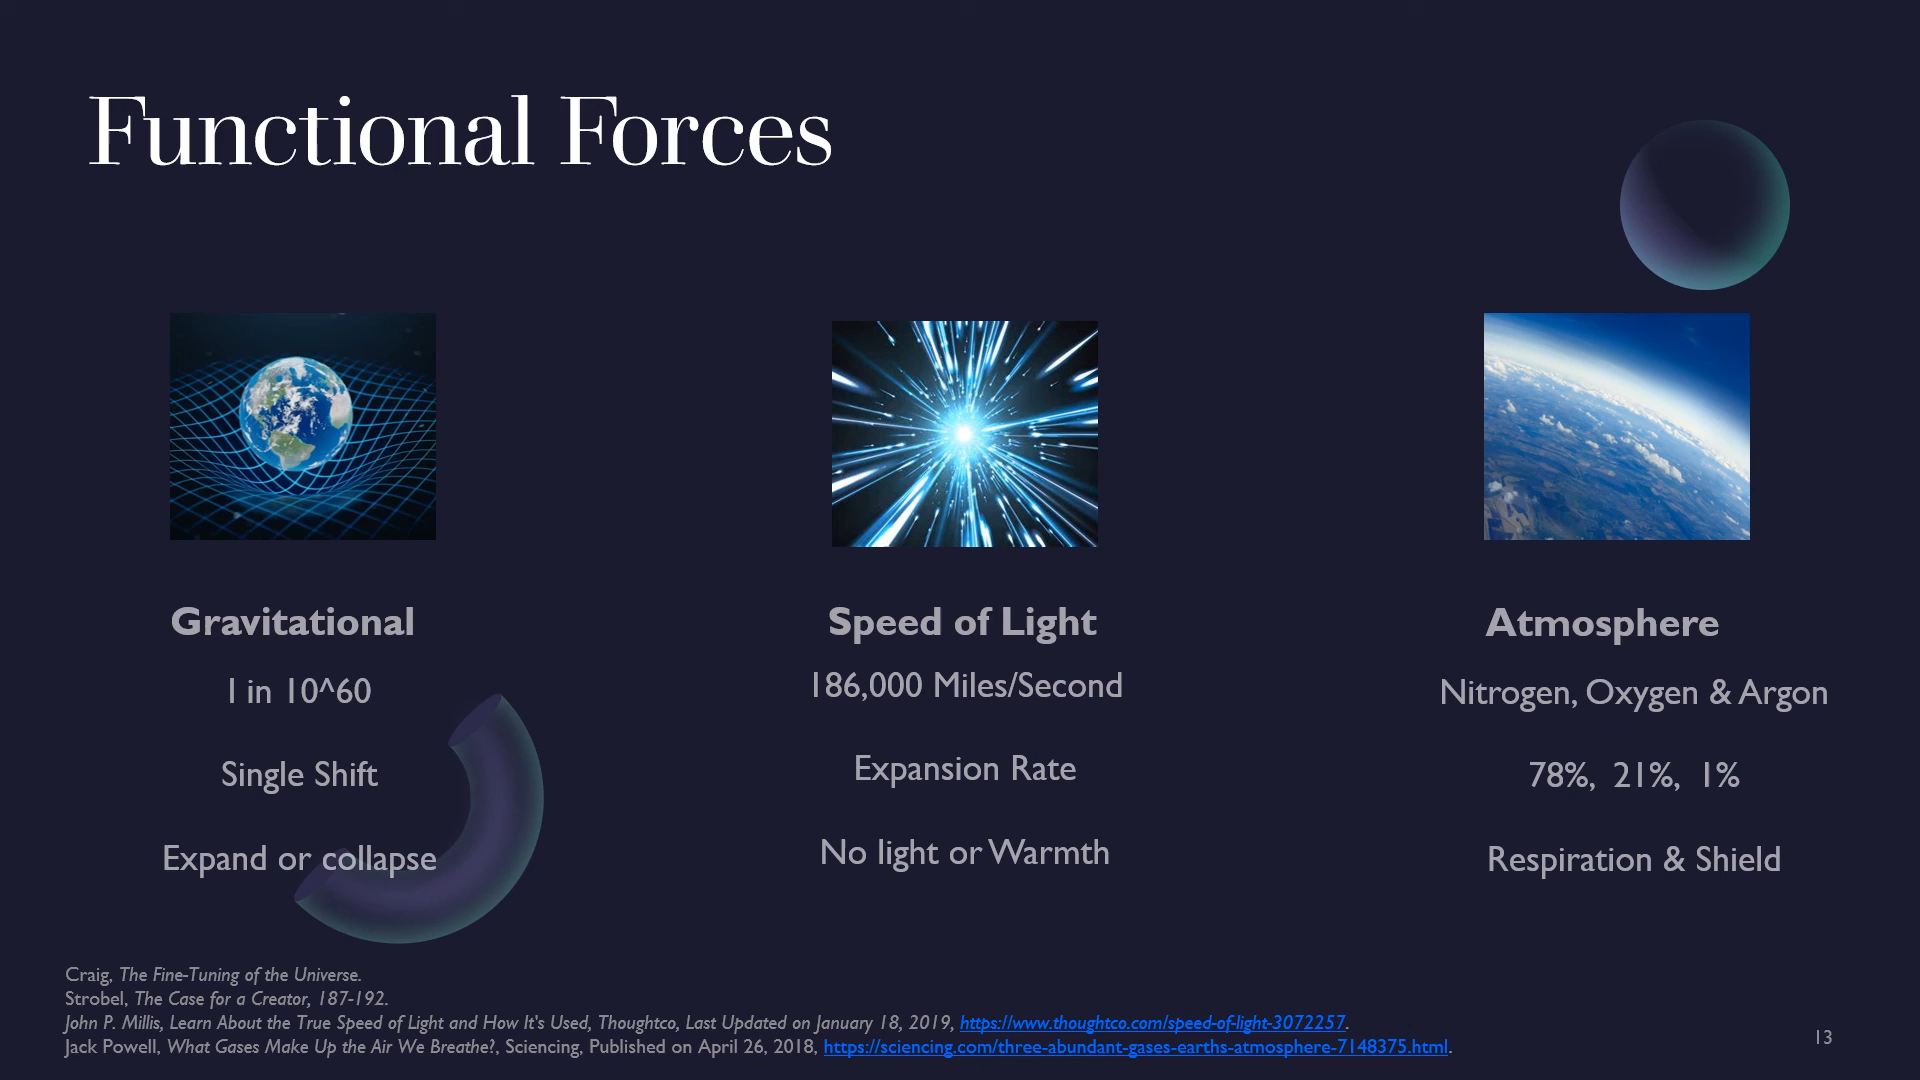 Functional Forces
Gravitational
1 in 10^60
Single Shift
Expand or collapse
Speed of Light
186,000 Miles/Second
Expansion Rate
No light or Warmth
Atmosphere
Nitrogen, Oxygen & Argon
78%, 21%, 1%
Respiration & Shield
Craig, The Fine-Tuning of the Universe.
Strobel, The Case for a Creator, 187-192.
John P. Millis, Learn About the True Speed of Light and How It's Used, Thoughtco, Last Updated on January 18, 2019, https://www.thoughtco.com/speed-of-light-3072257.
Jack Powell, What Gases Make Up the Air We Breathe?, Sciencing, Published on April 26, 2018, https://sciencing.com/three-abundant-gases-earths-atmosphere-7148375.html.
13